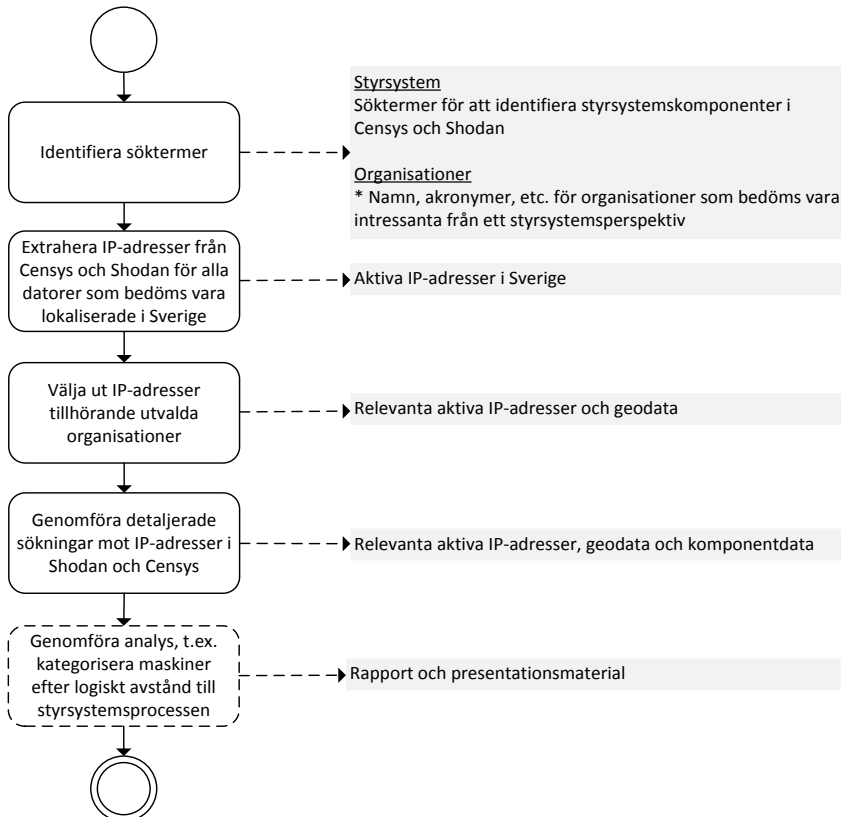 Identifiera söktermer
Styrsystem
Söktermer för att identifiera styrsystemskomponenter i
Censys och Shodan
Organisationer
* Namn, akronymer, etc. för organisationer som bedöms vara
intressanta från ett styrsystemsperspektiv
Extrahera IP-adresser från
Censys och Shodan för alla
datorer som bedöms vara
lokaliserade i Sverige
Aktiva IP-adresser i Sverige
Välja ut IP-adresser
tillhörande utvalda
organisationer
Relevanta aktiva IP-adresser och geodata
Genomföra detaljerade
sökningar mot IP-adresser i
Shodan och Censys
Relevanta aktiva IP-adresser, geodata och komponentdata
Genomföra analys, t.ex.
kategorisera maskiner
efter logiskt avstånd till
styrsystemsprocessen
Rapport och presentationsmaterial